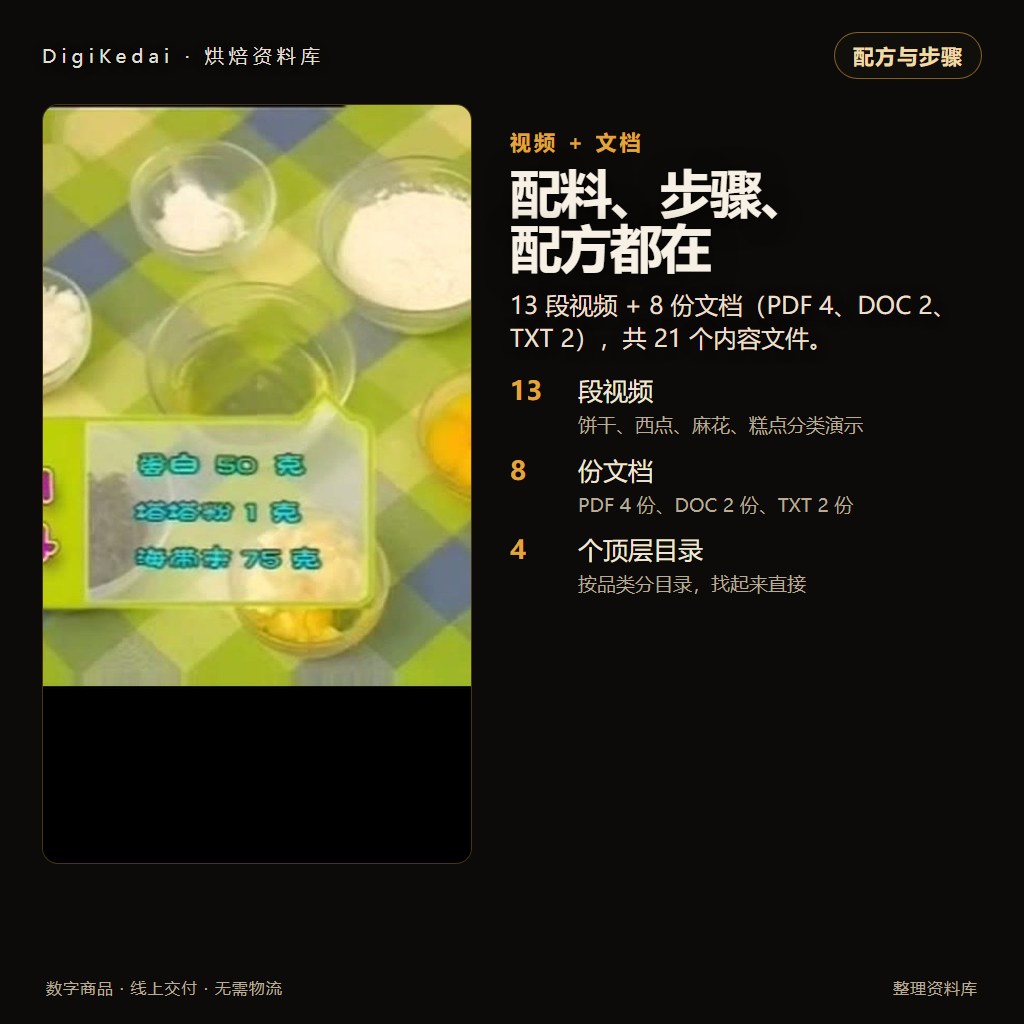 DigiKedai · 烘焙资料库
配方与步骤
蛋白 50 克
塔塔粉 1 克
海带末 75 克
视频 + 文档
配料、步骤、
配方都在
13 段视频 + 8 份文档（PDF 4、DOC 2、
TXT 2），共 21 个内容文件。
13 段视频
饼干、西点、麻花、糕点分类演示
8 份文档
PDF 4 份、DOC 2 份、TXT 2 份
4 个顶层目录
按品类分目录，找起来直接
数字商品 · 线上交付 · 无需物流
整理资料库